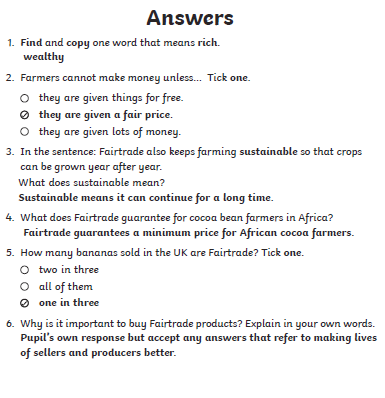 Answers
1. Find and copy one word that means rich.
wealthy
2. Farmers cannot make money unless... Tick one.
they are given things for free.
they are given a fair price.
they are given lots of money.
3. In the sentence: Fairtrade also keeps farming sustainable so that crops
can be grown year after year.
What does sustainable mean?
Sustainable means it can continue for a long time.
4. What does Fairtrade guarantee for cocoa bean farmers in Africa?
Fairtrade guarantees a minimum price for African cocoa farmers.
5. How many bananas sold in the UK are Fairtrade? Tick one.
two in three
all of them
one in three
6. Why is it important to buy Fairtrade products? Explain in your own words.
Pupil's own response but accept any answers that refer to making lives
of sellers and producers better.